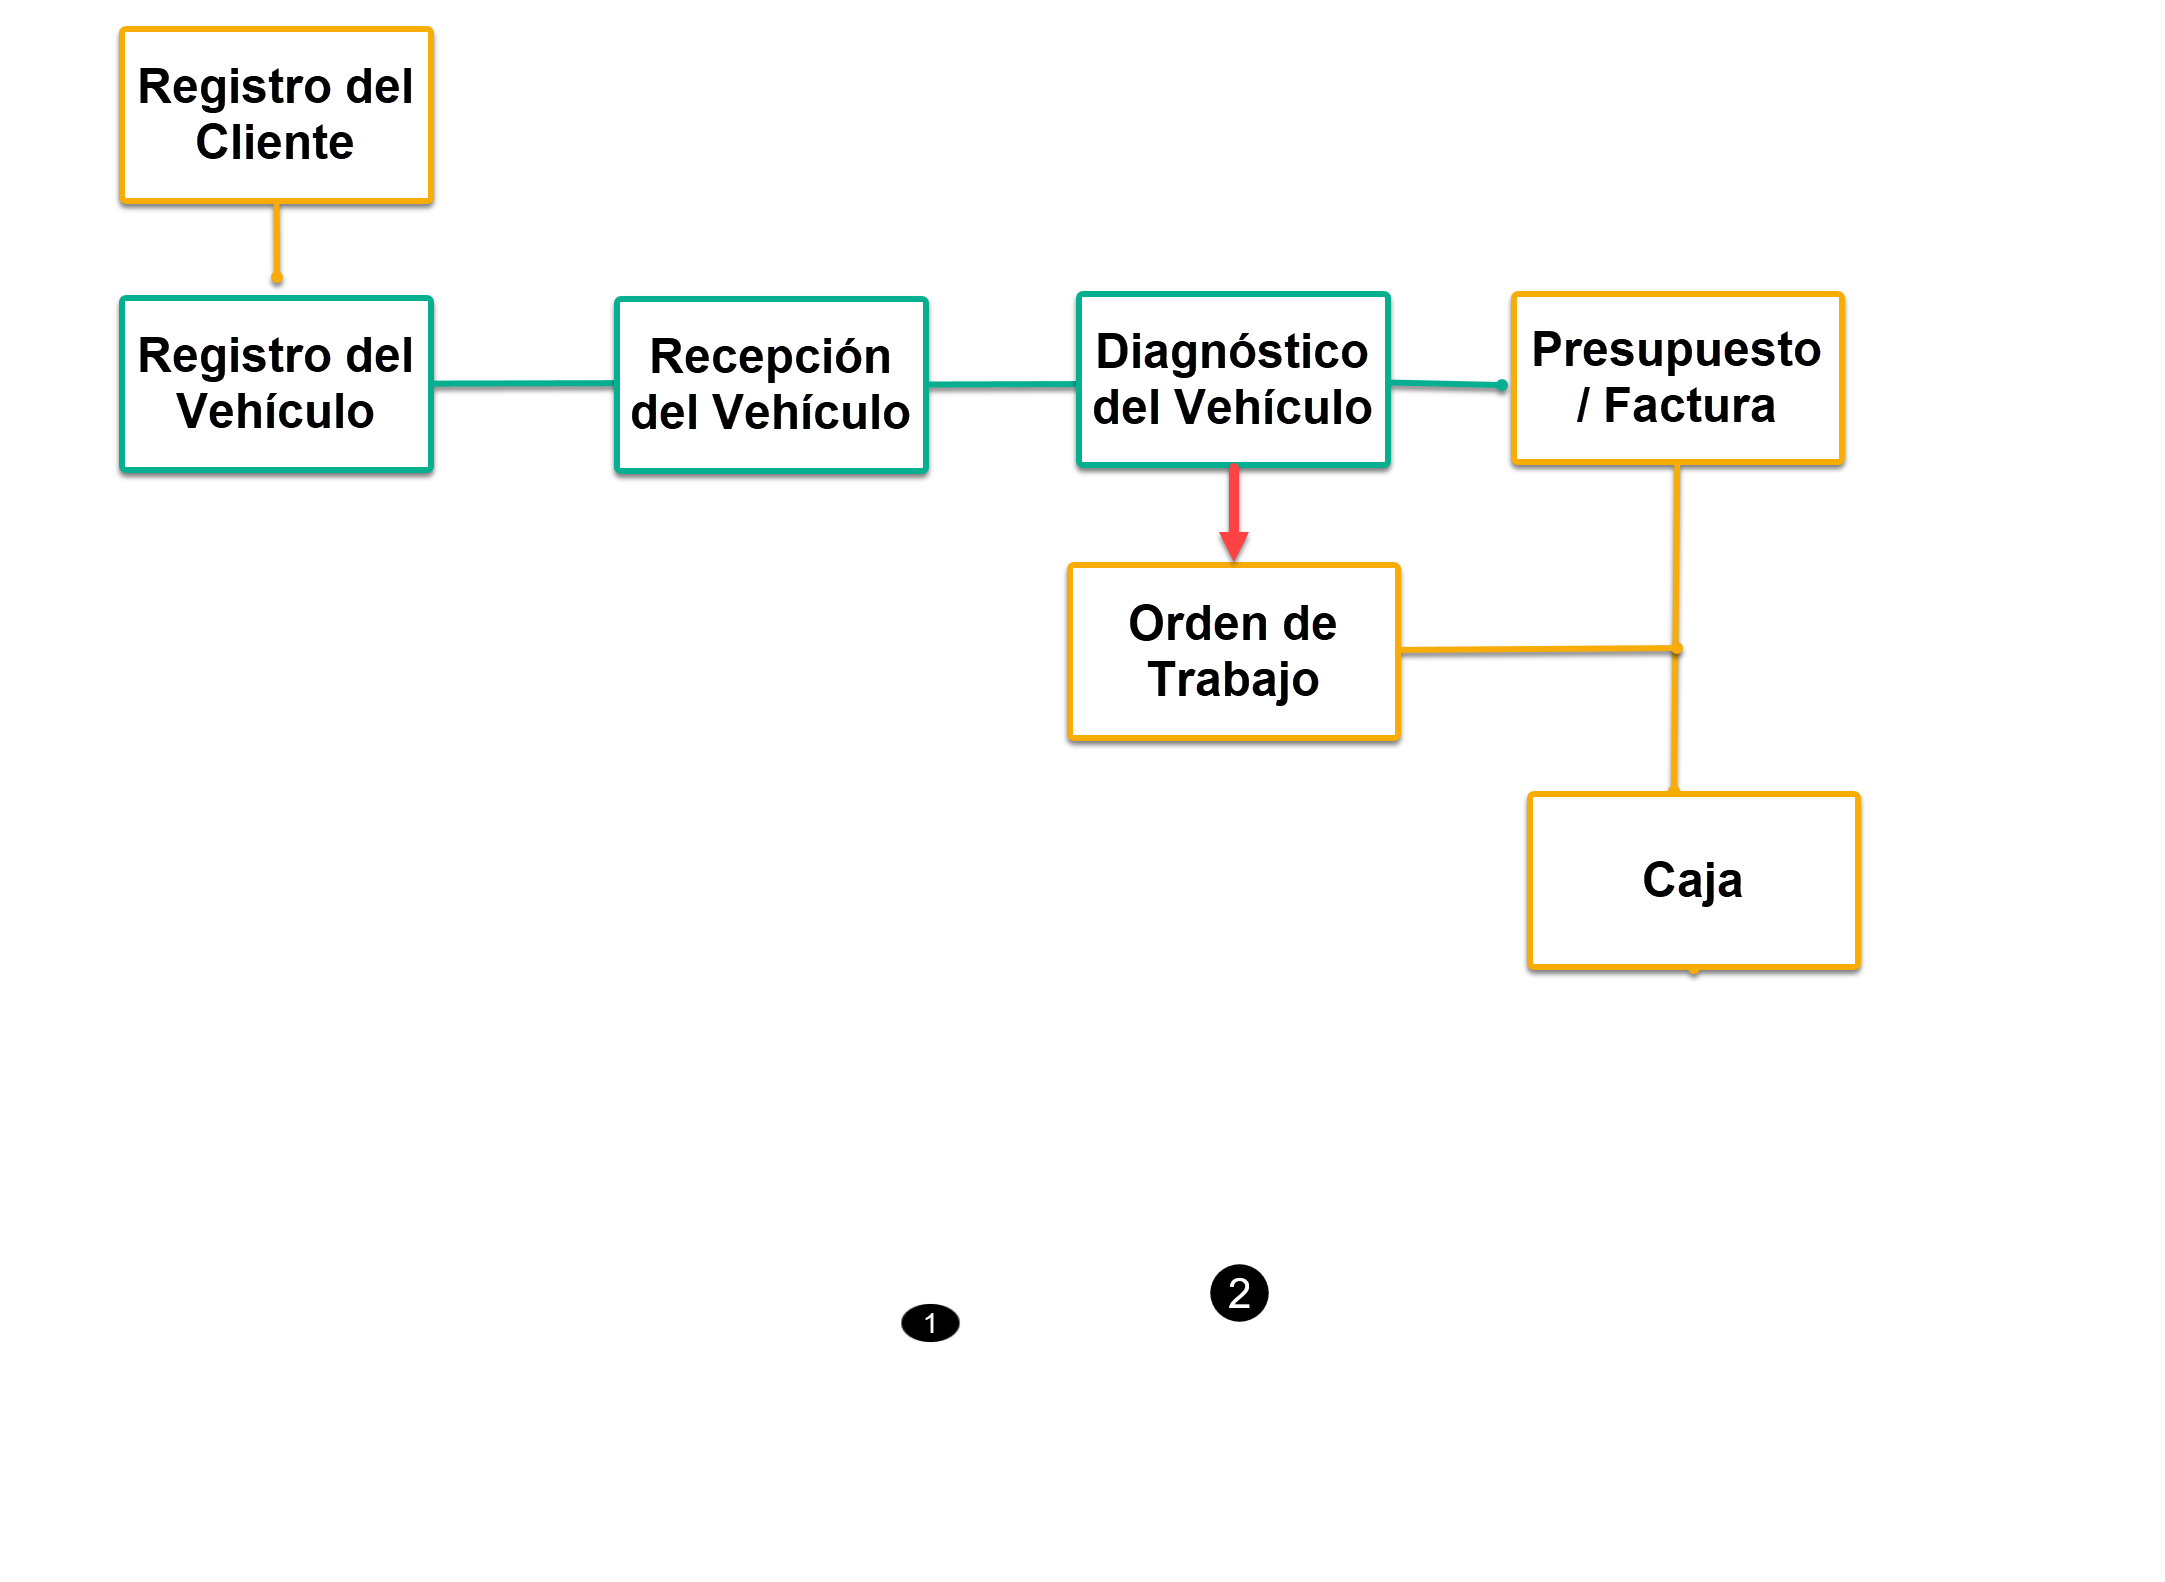 Registro del
Cliente
Registro del
Vehículo
Recepción
del Vehículo
Diagnóstico
del Vehículo
Presupuesto
/ Factura
Orden de
Trabajo
Caja
1
2